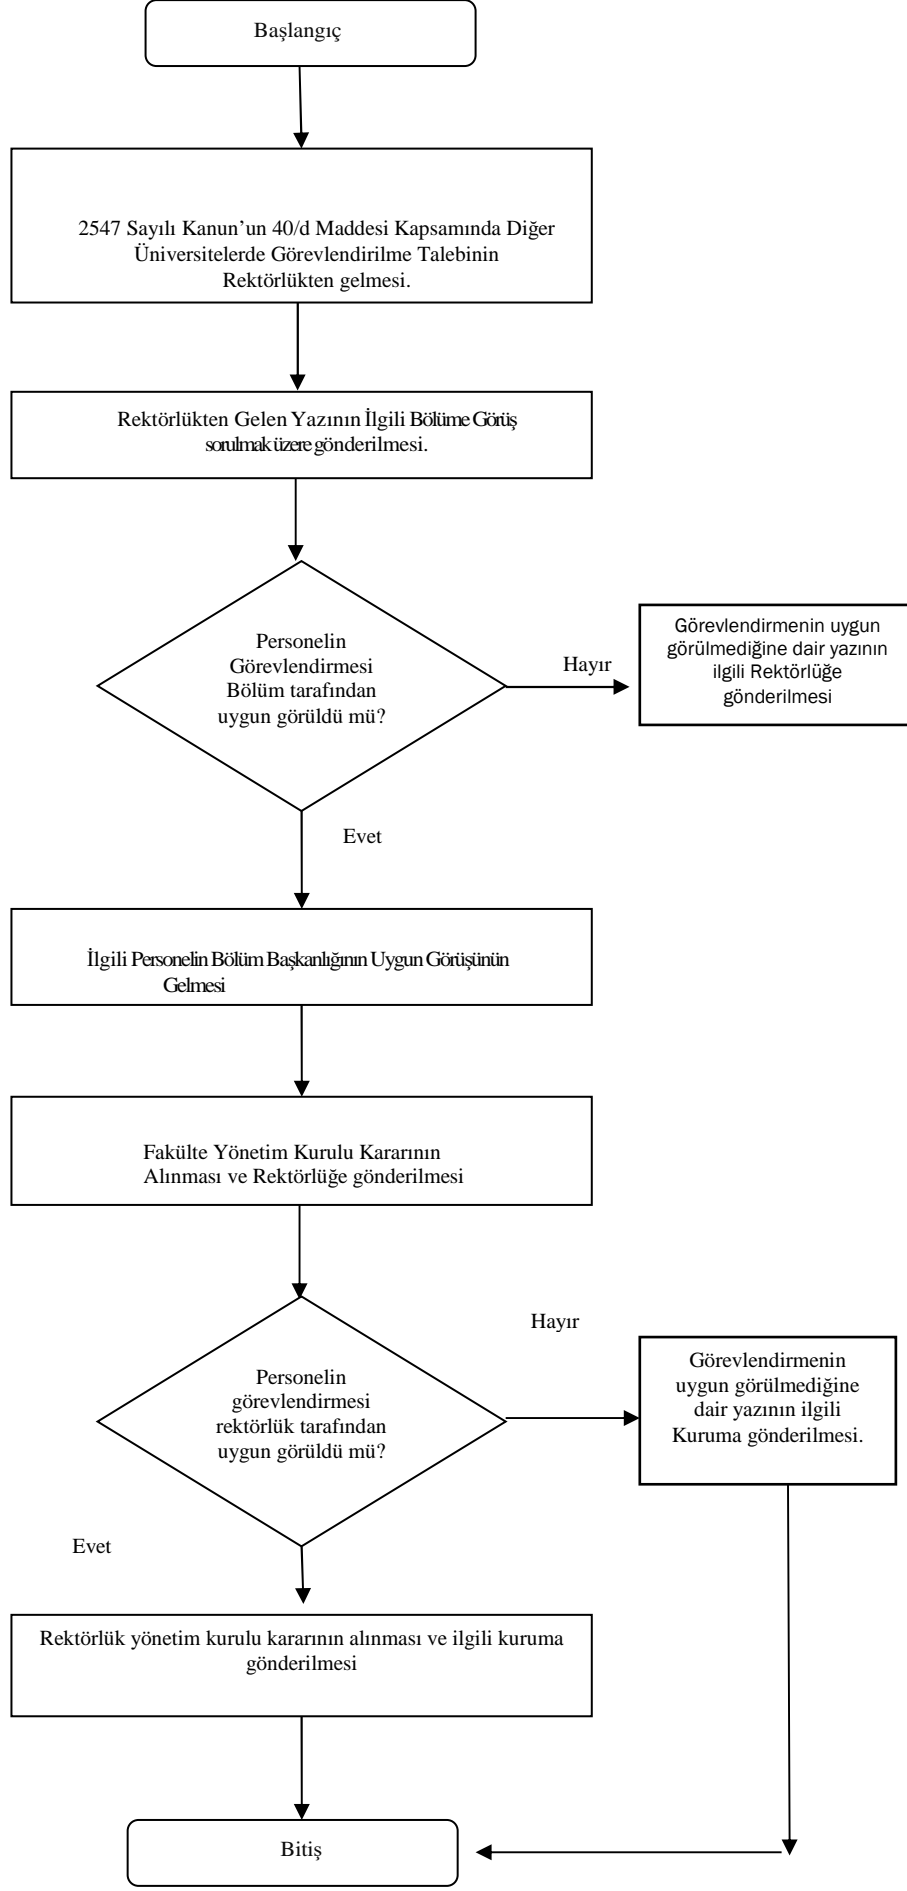 Başlangıç
2547 Sayılı Kanun’un 40/d Maddesi Kapsamında Diğer
Üniversitelerde Görevlendirilme Talebinin
Rektörlükten gelmesi.
Rektörlükten Gelen Yazının İlgili Bölüme Görüş
sorulmak üzere gönderilmesi.
Personelin
Görevlendirmesi
Bölüm tarafından
uygun görüldü mü?
Hayır
Görevlendirmenin uygun
görülmediğine dair yazının
ilgili Rektörlüğe
gönderilmesi
Evet
İlgili Personelin Bölüm Başkanlığının Uygun Görüşünün
Gelmesi
Fakülte Yönetim Kurulu Kararının
Alınması ve Rektörlüğe gönderilmesi
Personelin
görevlendirmesi
rektörlük tarafından
uygun görüldü mü?
Hayır
Görevlendirmenin
uygun görülmediğine
dair yazının ilgili
Kuruma gönderilmesi.
Evet
Rektörlük yönetim kurulu kararının alınması ve ilgili kuruma
gönderilmesi
Bitiş